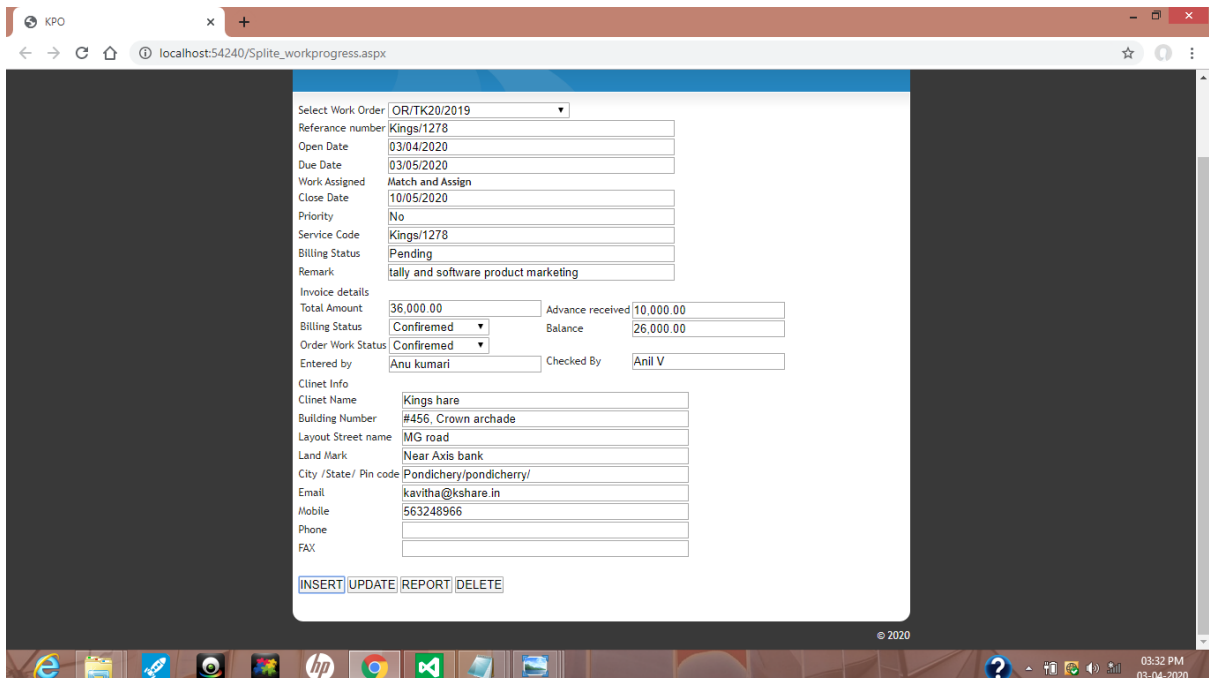 KPO
localhost:54240/Splite_workprogress.aspx
Select Work Order OR/TK20/2019
Referance number Kings/1278
Open Date 03/04/2020
Due Date 03/05/2020
Work Assigned Match and Assign
Close Date 10/05/2020
Priority No
Service Code Kings/1278
Billing Status Pending
Remark tally and software product marketing
Invoice details
Total Amount 36,000.00 Advance received 10,000.00
Billing Status Confiremed Balance 26,000.00
Order Work Status Confiremed
Entered by Anu kumari Checked By Anil V
Clinet Info
Clinet Name Kings hare
Building Number #456, Crown archade
Layout Street name MG road
Land Mark Near Axis bank
City /State/ Pin code Pondichery/pondicherry/
Email kavitha@kshare.in
Mobile 563248966
Phone
FAX
INSERT UPDATE REPORT DELETE
© 2020
hp
03:32 PM
03-04-2020